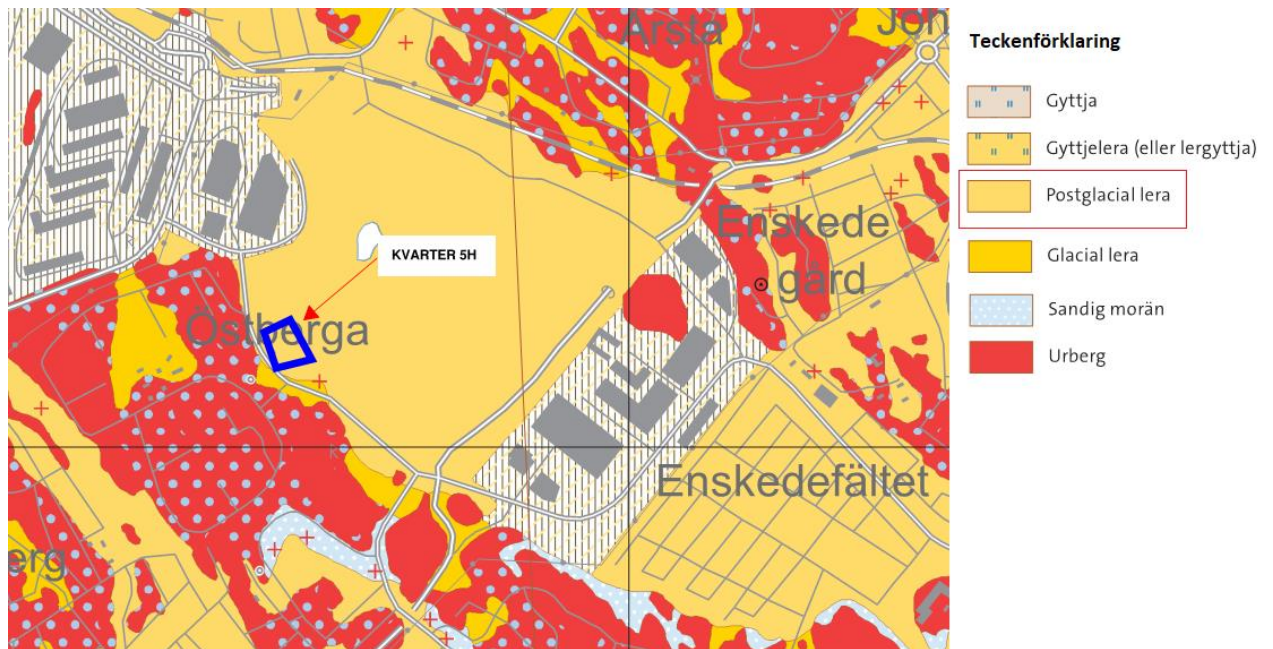 Årsta
Joh
Teckenförklaring
Gyttja
Gyttjelera (eller lergyttja)
Postglacial lera
Glacial lera
Sandig morän
Urberg
Enskede
gård
KVARTER 5H
Östberga
Enskedefältet
erg